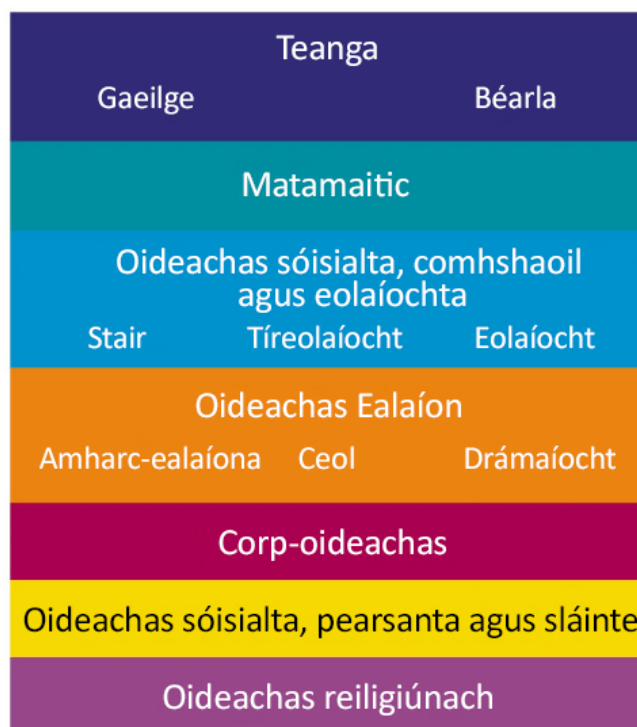 Teanga
Gaeilge Béarla
Matamaitic
Oideachas sóisialta, comhshaoil
agus eolaíochta
Stair Tíreolaíocht Eolaíocht
Oideachas Ealaíon
Amharc-ealaíona Ceol Drámaíocht
Corp-oideachas
Oideachas sóisialta, pearsanta agus sláinte
Oideachas reiligiúnach